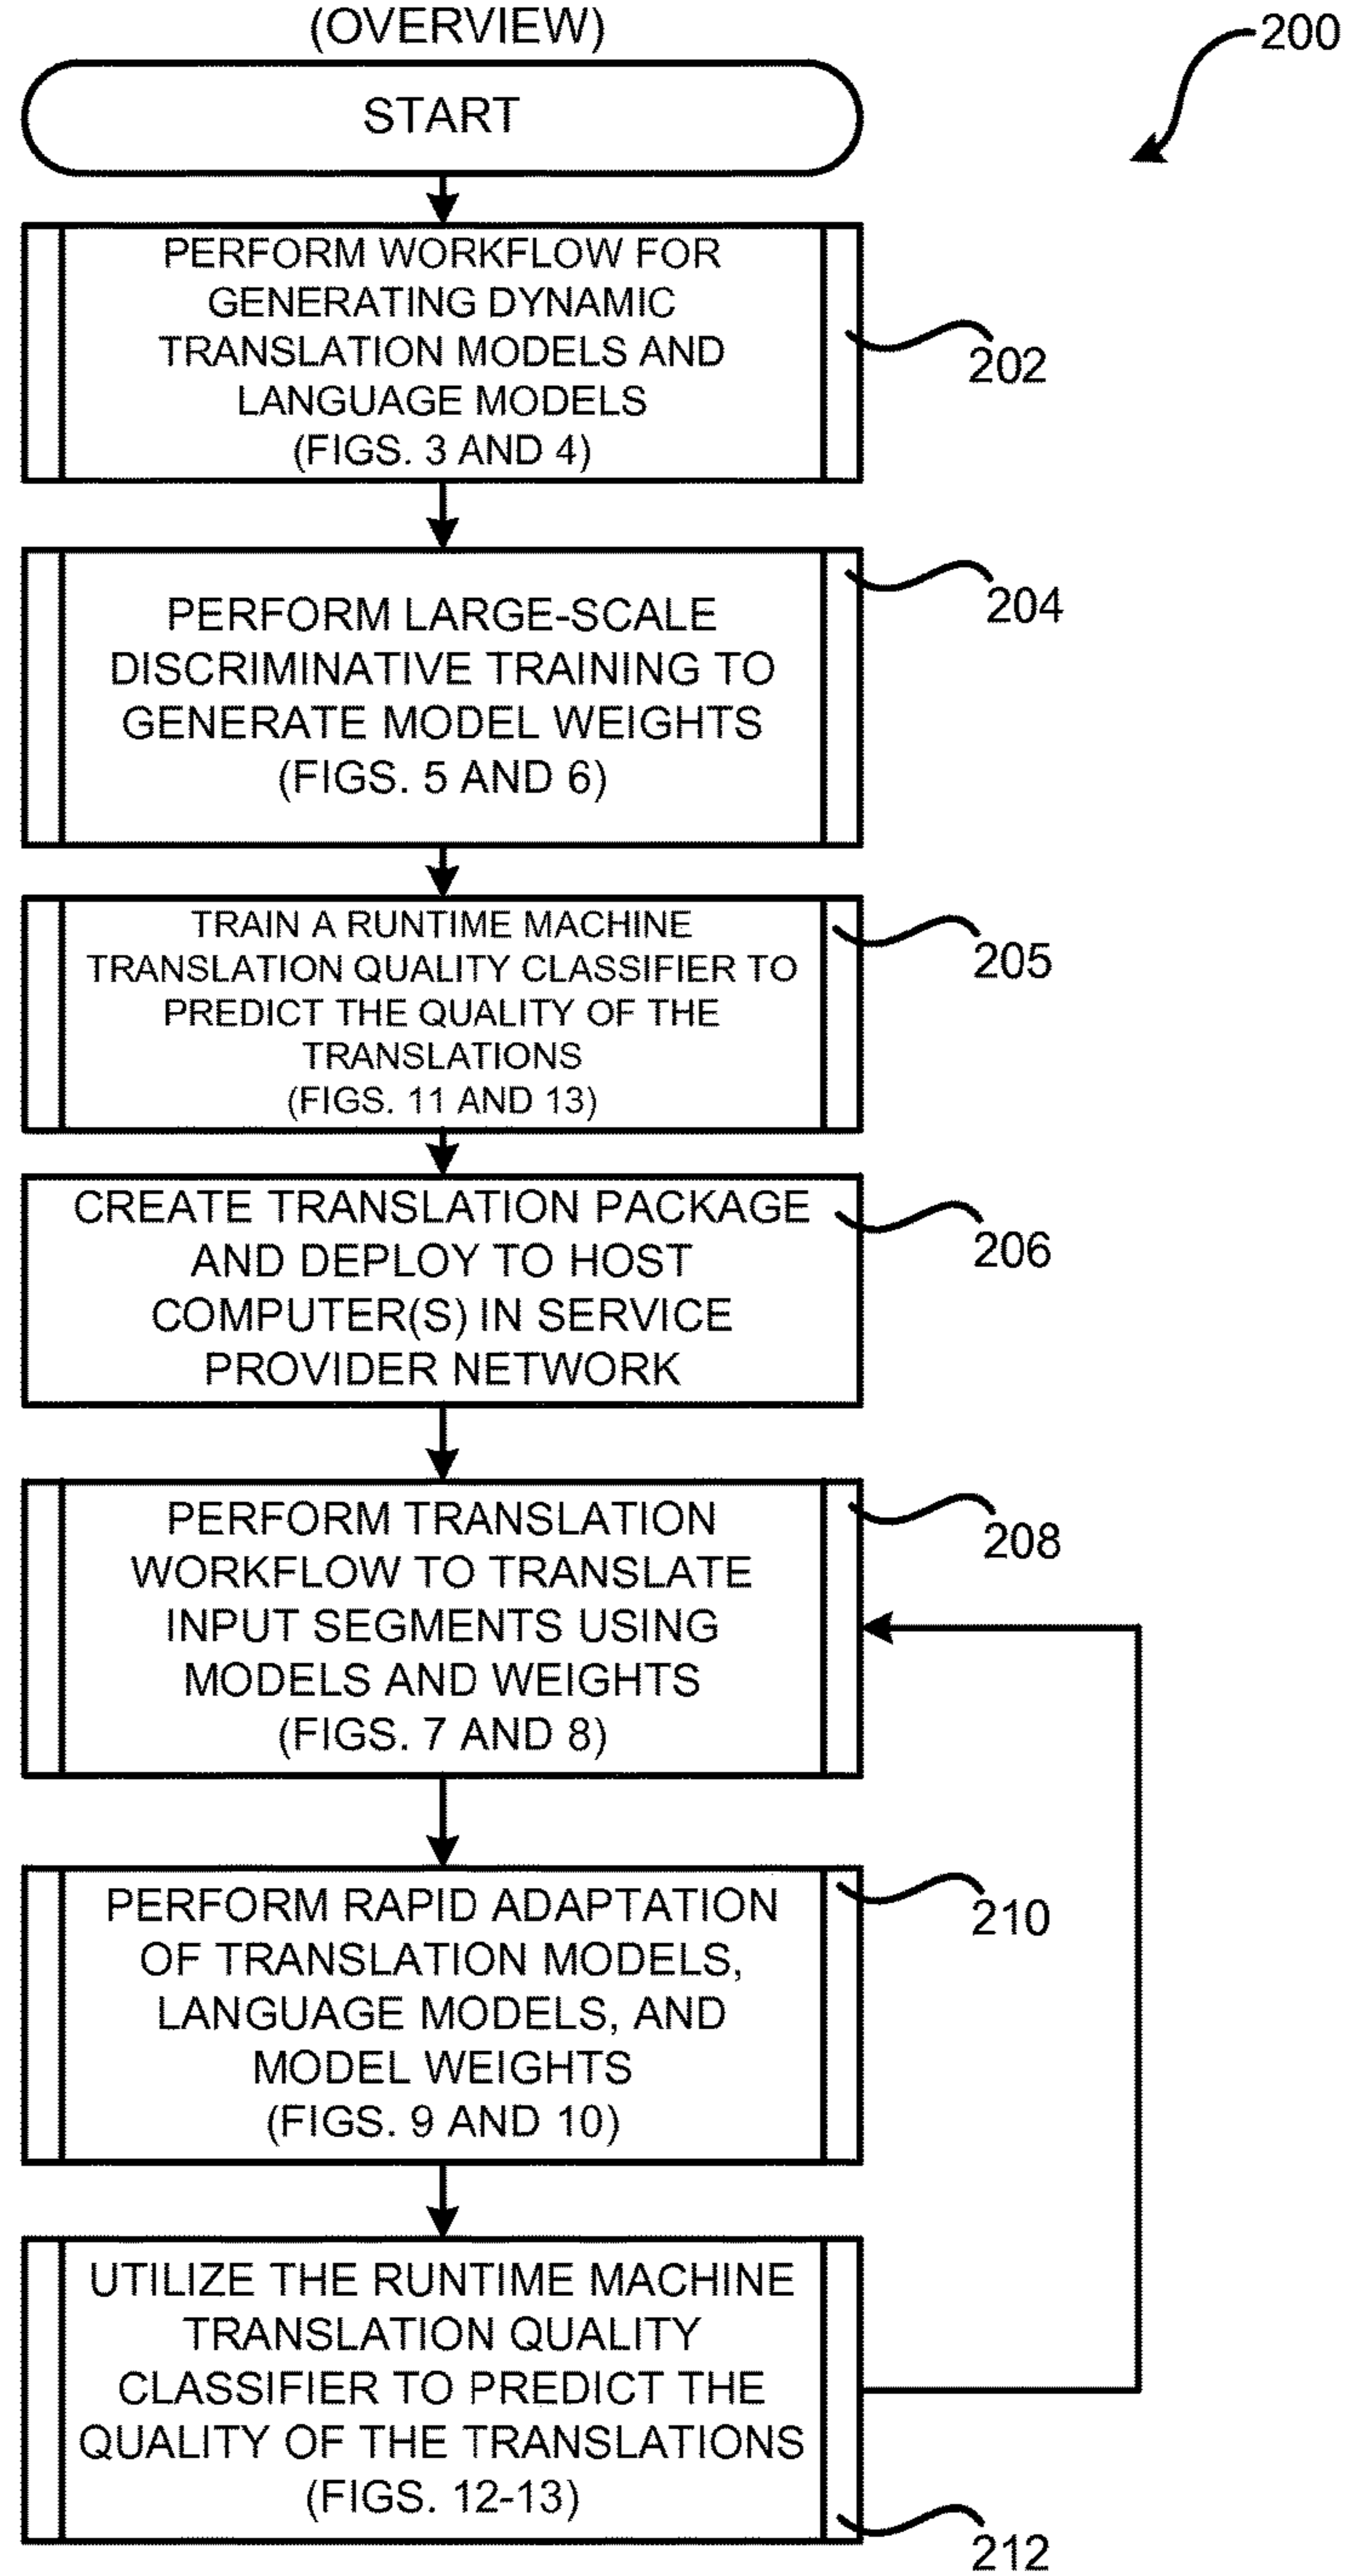 (OVERVIEW)
200
START
PERFORM WORKFLOW FOR
GENERATING DYNAMIC
TRANSLATION MODELS AND
LANGUAGE MODELS
(FIGS. 3 AND 4)
202
PERFORM LARGE-SCALE
DISCRIMINATIVE TRAINING TO
GENERATE MODEL WEIGHTS
(FIGS. 5 AND 6)
204
TRAIN A RUNTIME MACHINE
TRANSLATION QUALITY CLASSIFIER TO
PREDICT THE QUALITY OF THE
TRANSLATIONS
(FIGS. 11 AND 13)
205
CREATE TRANSLATION PACKAGE
AND DEPLOY TO HOST
COMPUTER(S) IN SERVICE
PROVIDER NETWORK
206
PERFORM TRANSLATION
WORKFLOW TO TRANSLATE
INPUT SEGMENTS USING
MODELS AND WEIGHTS
(FIGS. 7 AND 8)
208
PERFORM RAPID ADAPTATION
OF TRANSLATION MODELS,
LANGUAGE MODELS, AND
MODEL WEIGHTS
(FIGS. 9 AND 10)
210
UTILIZE THE RUNTIME MACHINE
TRANSLATION QUALITY
CLASSIFIER TO PREDICT THE
QUALITY OF THE TRANSLATIONS
(FIGS. 12-13)
212